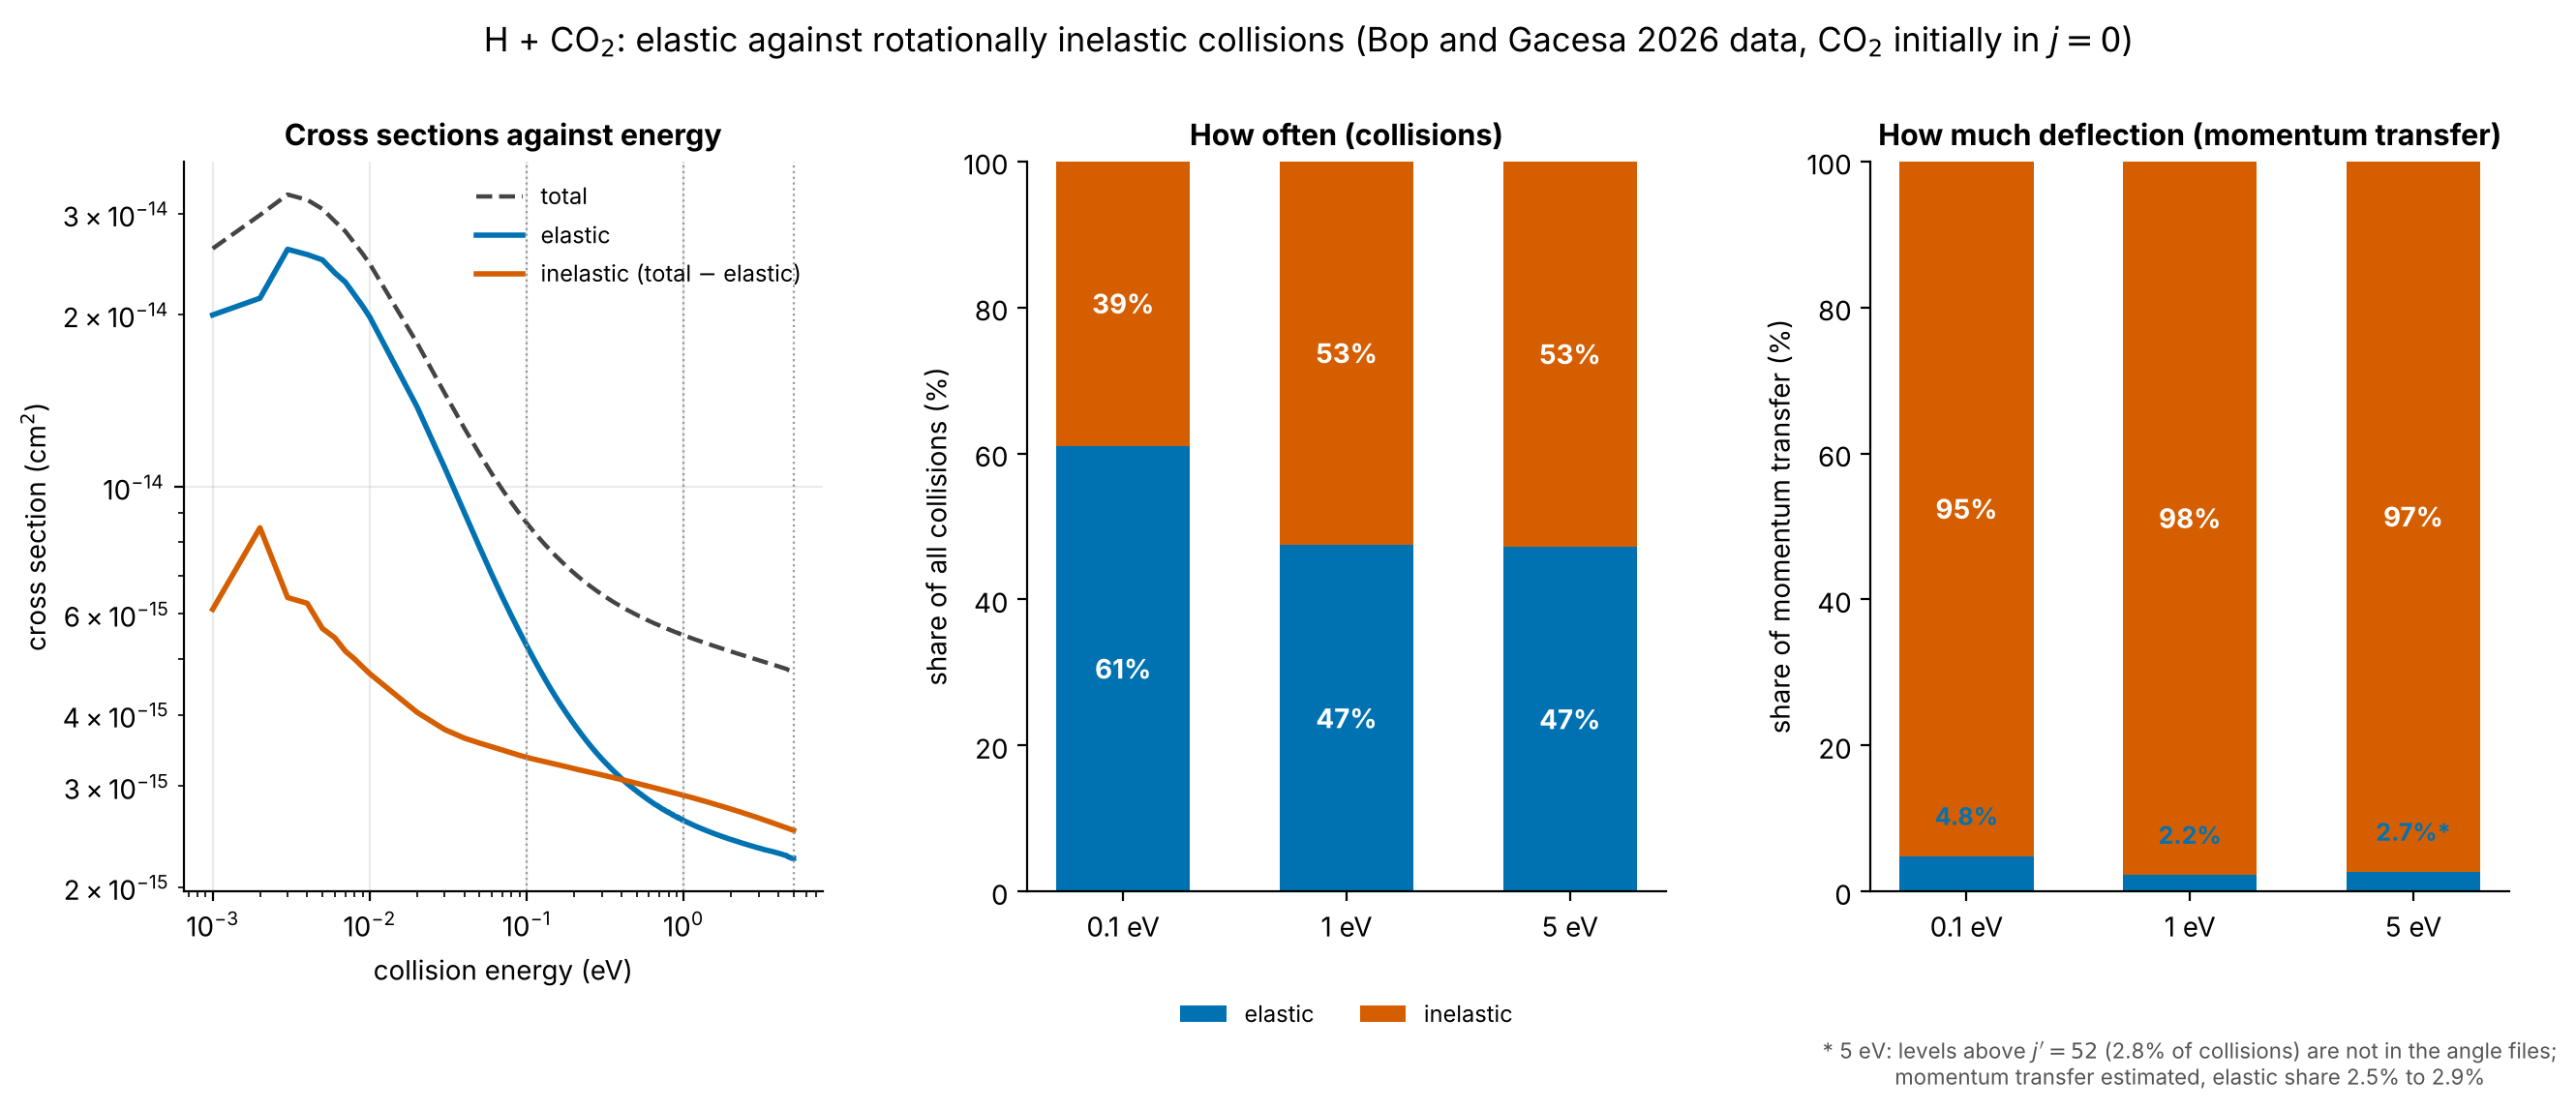 H + CO₂: elastic against rotationally inelastic collisions (Bop and Gacesa 2026 data, CO₂ initially in j = 0)
Cross sections against energy
cross section (cm²)
3 × 10⁻¹⁴
2 × 10⁻¹⁴
10⁻¹⁴
6 × 10⁻¹⁵
4 × 10⁻¹⁵
3 × 10⁻¹⁵
2 × 10⁻¹⁵
total
elastic
inelastic (total − elastic)
10⁻³ 10⁻² 10⁻¹ 10⁰
collision energy (eV)
How often (collisions)
share of all collisions (%)
100
80
60
40
20
0
39% 53% 53%
61% 47% 47%
0.1 eV 1 eV 5 eV
elastic inelastic
How much deflection (momentum transfer)
share of momentum transfer (%)
100
80
60
40
20
0
95% 98% 97%
4.8% 2.2% 2.7%*
0.1 eV 1 eV 5 eV
* 5 eV: levels above j′ = 52 (2.8% of collisions) are not in the angle files;
momentum transfer estimated, elastic share 2.5% to 2.9%